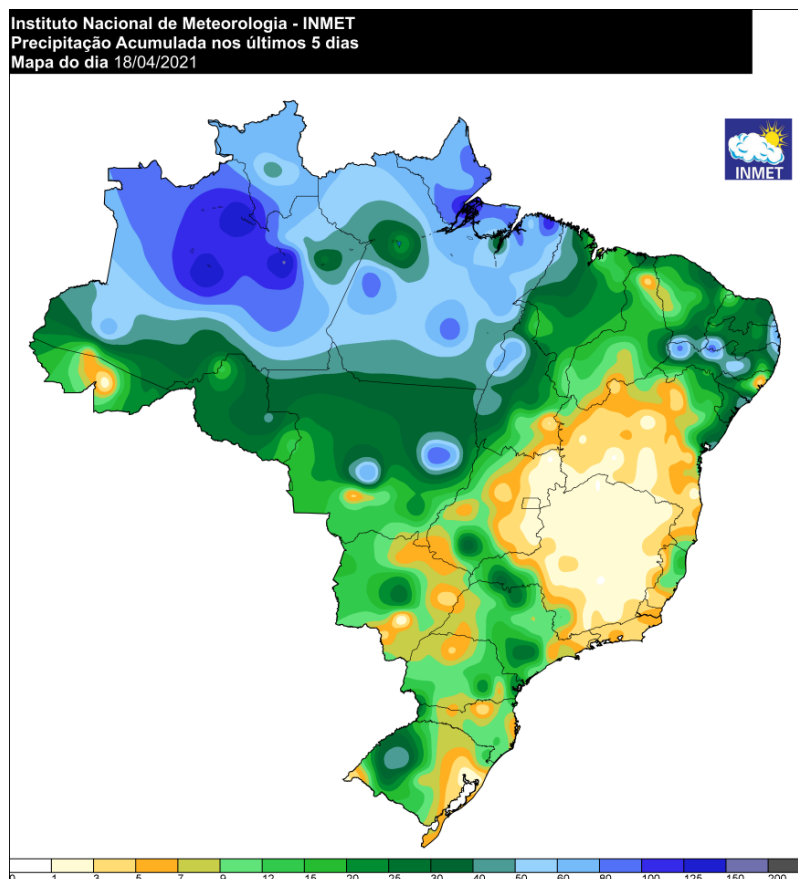 Instituto Nacional de Meteorologia - INMET
Precipitação Acumulada nos últimos 5 dias
Mapa do dia 18/04/2021
INMET
0 1 3 5 7 9 12 15 20 25 30 40 50 60 80 100 125 150 200